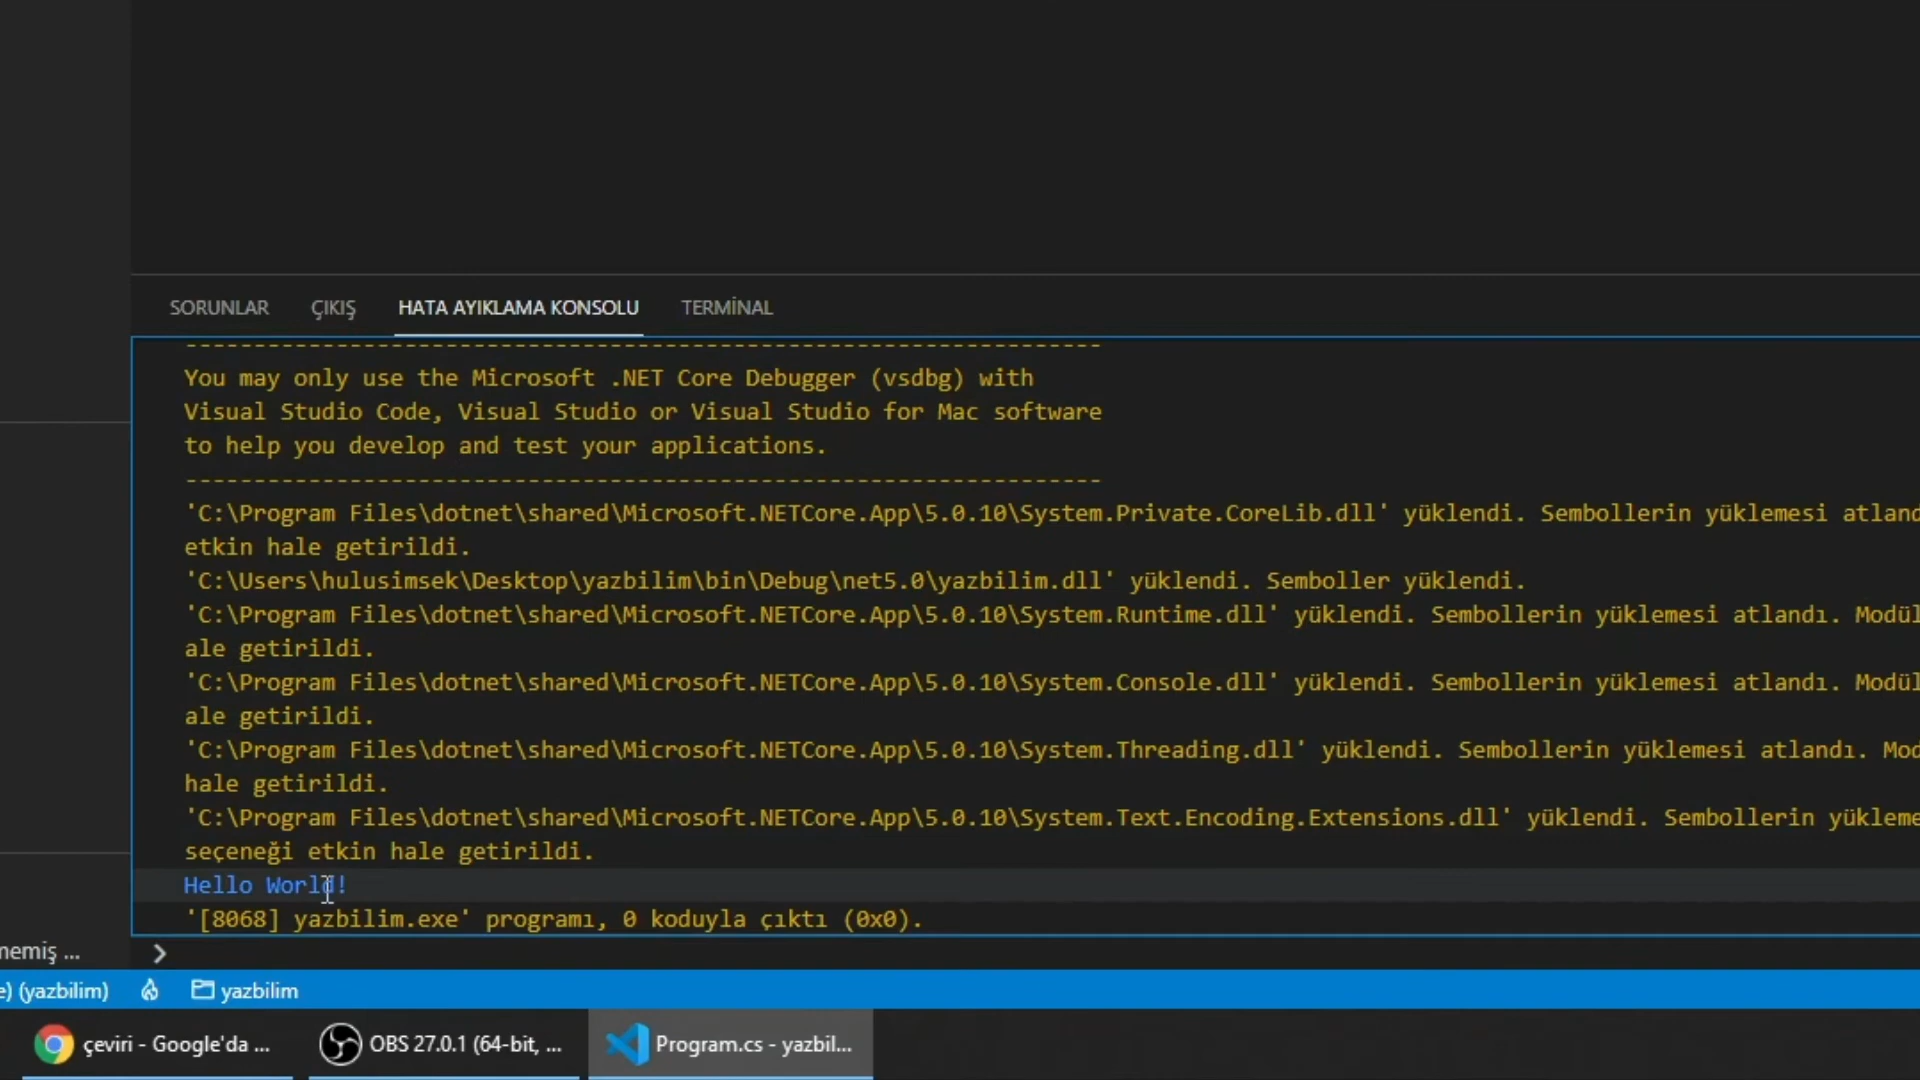 SORUNLAR ÇIKIŞ HATA AYIKLAMA KONSOLU TERMİNAL
--------------------------------------------------------------------
You may only use the Microsoft .NET Core Debugger (vsdbg) with
Visual Studio Code, Visual Studio or Visual Studio for Mac software
to help you develop and test your applications.
--------------------------------------------------------------------
'C:\Program Files\dotnet\shared\Microsoft.NETCore.App\5.0.10\System.Private.CoreLib.dll' yüklendi. Sembollerin yüklemesi atland
etkin hale getirildi.
'C:\Users\hulusimsek\Desktop\yazbilim\bin\Debug\net5.0\yazbilim.dll' yüklendi. Semboller yüklendi.
'C:\Program Files\dotnet\shared\Microsoft.NETCore.App\5.0.10\System.Runtime.dll' yüklendi. Sembollerin yüklemesi atlandı. Modül
ale getirildi.
'C:\Program Files\dotnet\shared\Microsoft.NETCore.App\5.0.10\System.Console.dll' yüklendi. Sembollerin yüklemesi atlandı. Modül
ale getirildi.
'C:\Program Files\dotnet\shared\Microsoft.NETCore.App\5.0.10\System.Threading.dll' yüklendi. Sembollerin yüklemesi atlandı. Mod
hale getirildi.
'C:\Program Files\dotnet\shared\Microsoft.NETCore.App\5.0.10\System.Text.Encoding.Extensions.dll' yüklendi. Sembollerin yükleme
seçeneği etkin hale getirildi.
Hello World!
'[8068] yazbilim.exe' programı, 0 koduyla çıktı (0x0).
nemiş ...
e) (yazbilim) yazbilim
çeviri - Google'da ... OBS 27.0.1 (64-bit, ... Program.cs - yazbil...